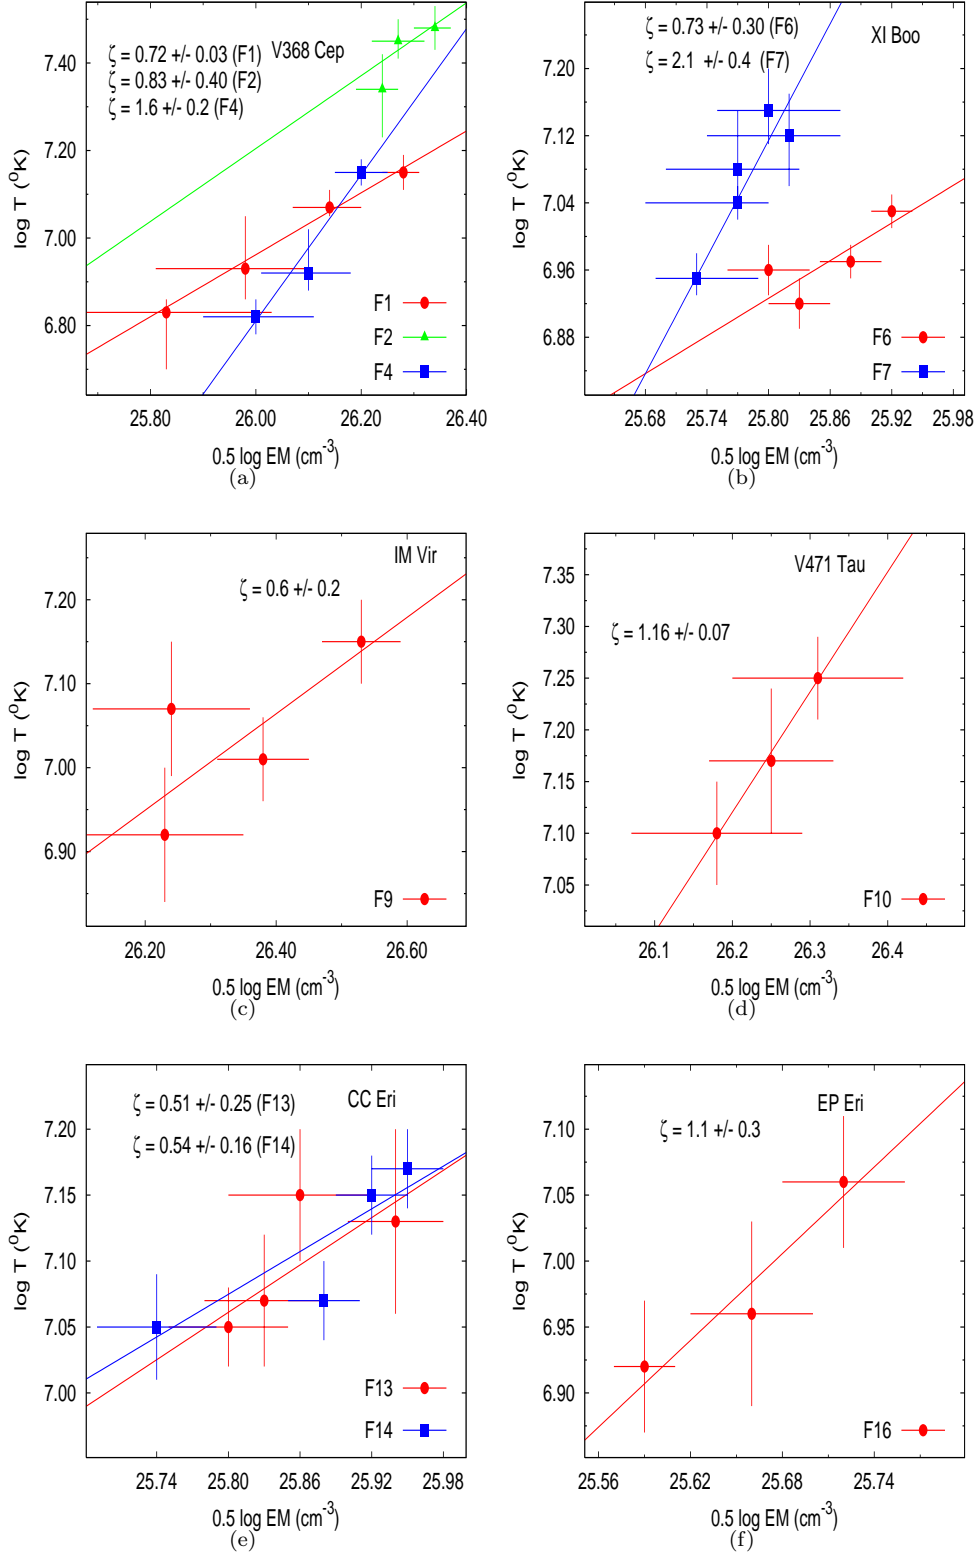 V368 Cep
ζ = 0.72 +/- 0.03 (F1)
ζ = 0.83 +/- 0.40 (F2)
ζ = 1.6 +/- 0.2 (F4)
7.40
7.20
7.00
6.80
log T (⁰K)
F1
F2
F4
25.80 26.00 26.20 26.40
0.5 log EM (cm⁻³)
(a)
ζ = 0.73 +/- 0.30 (F6)
ζ = 2.1 +/- 0.4 (F7)
XI Boo
7.20
7.12
7.04
6.96
6.88
log T (⁰K)
F6
F7
25.68 25.74 25.80 25.86 25.92 25.98
0.5 log EM (cm⁻³)
(b)
IM Vir
ζ = 0.6 +/- 0.2
7.20
7.10
7.00
6.90
log T (⁰K)
F9
26.20 26.40 26.60
0.5 log EM (cm⁻³)
(c)
V471 Tau
ζ = 1.16 +/- 0.07
7.35
7.30
7.25
7.20
7.15
7.10
7.05
log T (⁰K)
F10
26.1 26.2 26.3 26.4
0.5 log EM (cm⁻³)
(d)
ζ = 0.51 +/- 0.25 (F13)
CC Eri
ζ = 0.54 +/- 0.16 (F14)
7.20
7.15
7.10
7.05
7.00
log T (⁰K)
F13
F14
25.74 25.80 25.86 25.92 25.98
0.5 log EM (cm⁻³)
(e)
EP Eri
ζ = 1.1 +/- 0.3
7.10
7.05
7.00
6.95
6.90
log T (⁰K)
F16
25.56 25.62 25.68 25.74
0.5 log EM (cm⁻³)
(f)